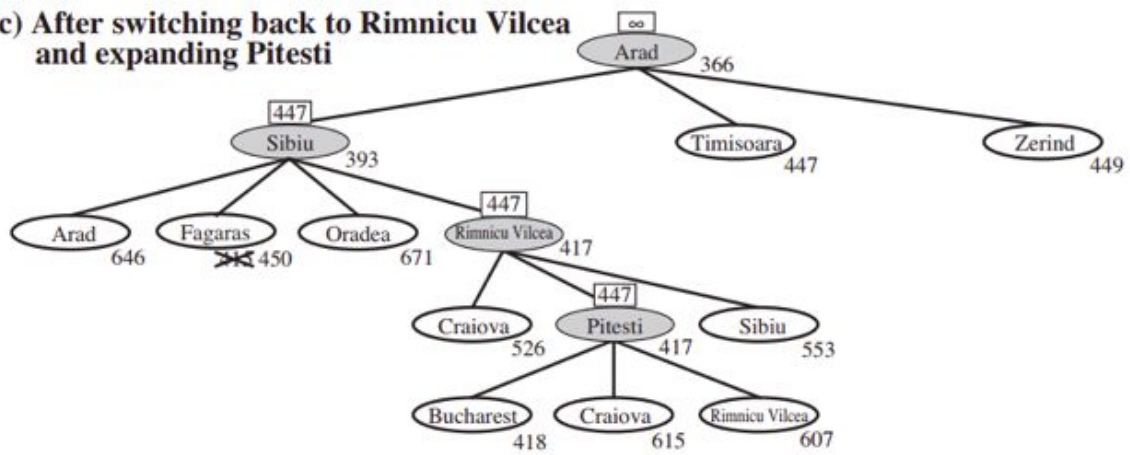 c) After switching back to Rimnicu Vilcea
and expanding Pitesti
∞
Arad
366
447
Sibiu
393
Timisoara
447
Zerind
449
Arad
646
Fagaras
450
Oradea
671
447
Rimnicu Vilcea
417
Craiova
526
447
Pitesti
417
Sibiu
553
Bucharest
418
Craiova
615
Rimnicu Vilcea
607